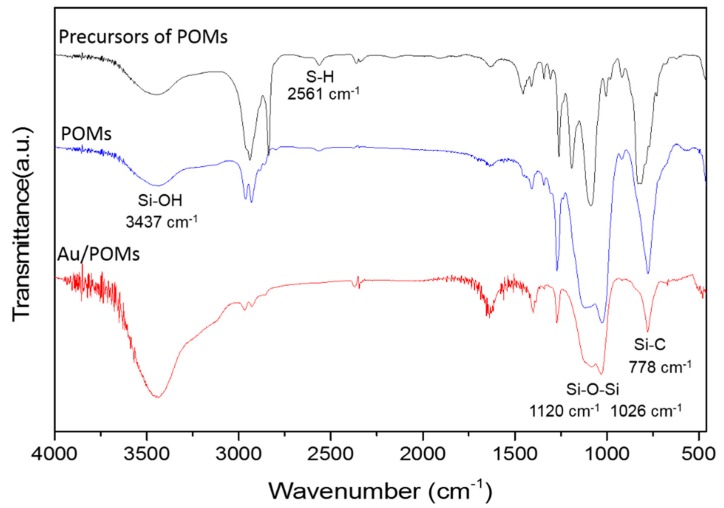 Precursors of POMs
S-H
2561 cm⁻¹
POMs
Si-OH
3437 cm⁻¹
Au/POMs
Si-C
778 cm⁻¹
Si-O-Si
1120 cm⁻¹ 1026 cm⁻¹
Transmittance(a.u.)
4000 3500 3000 2500 2000 1500 1000 500
Wavenumber (cm⁻¹)